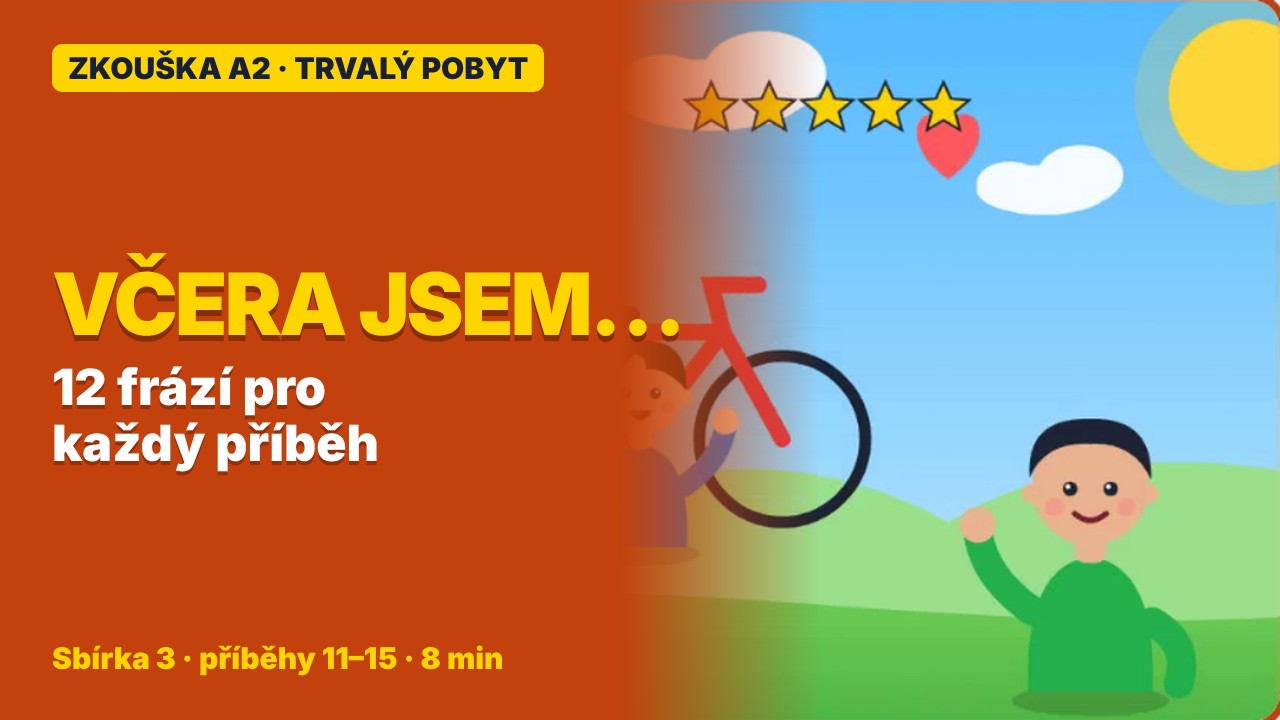 ZKOUŠKA A2 · TRVALÝ POBYT
VČERA JSEM…
12 frází pro
každý příběh
Sbírka 3 · příběhy 11–15 · 8 min